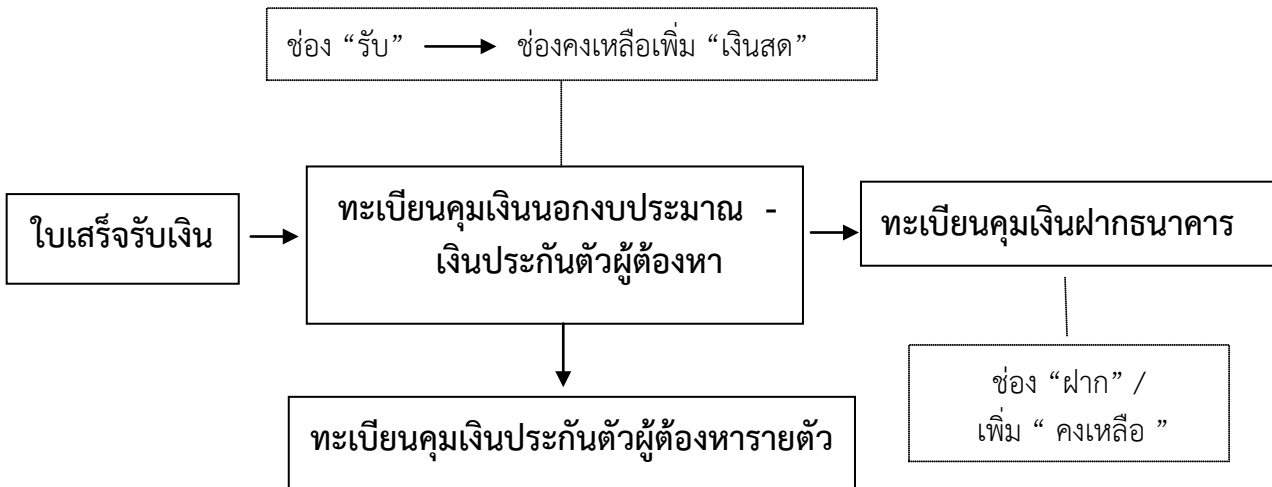 ช่อง “รับ” ช่องคงเหลือเพิ่ม “เงินสด”
ใบเสร็จรับเงิน
ทะเบียนคุมเงินนอกงบประมาณ -
เงินประกันตัวผู้ต้องหา
ทะเบียนคุมเงินฝากธนาคาร
ช่อง “ฝาก” /
เพิ่ม “ คงเหลือ ”
ทะเบียนคุมเงินประกันตัวผู้ต้องหารายตัว